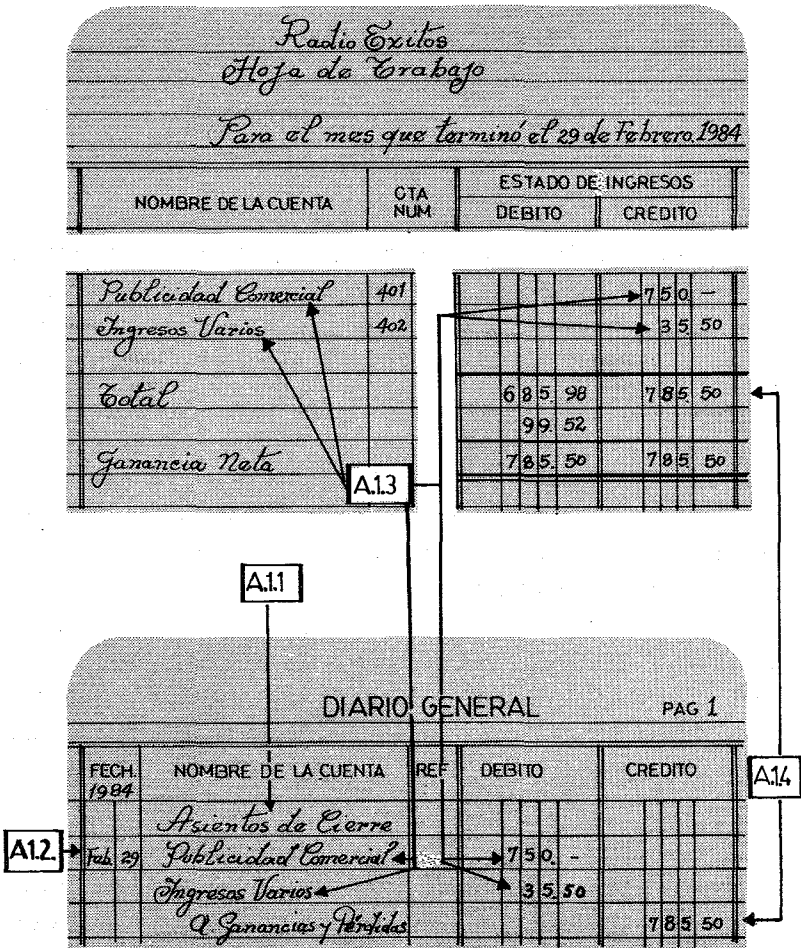 Radio Exitos
Hoja de Trabajo
Para el mes que terminó el 29 de Febrero 1984
NOMBRE DE LA CUENTA CTA NUM ESTADO DE INGRESOS
DEBITO CREDITO
Publicidad Comercial 401 750 -
Ingresos Varios 402 35 50
Total 685 98 785 50
99 52
Ganancia Neta 785 50 785 50
A.1.3
A.1.1
DIARIO GENERAL PAG 1
FECH. 1984 NOMBRE DE LA CUENTA REF DEBITO CREDITO
A.1.4
Asientos de Cierre
A.1.2. Feb. 29 Publicidad Comercial 750 -
Ingresos Varios 35 50
a Ganancias y Pérdidas 785 50